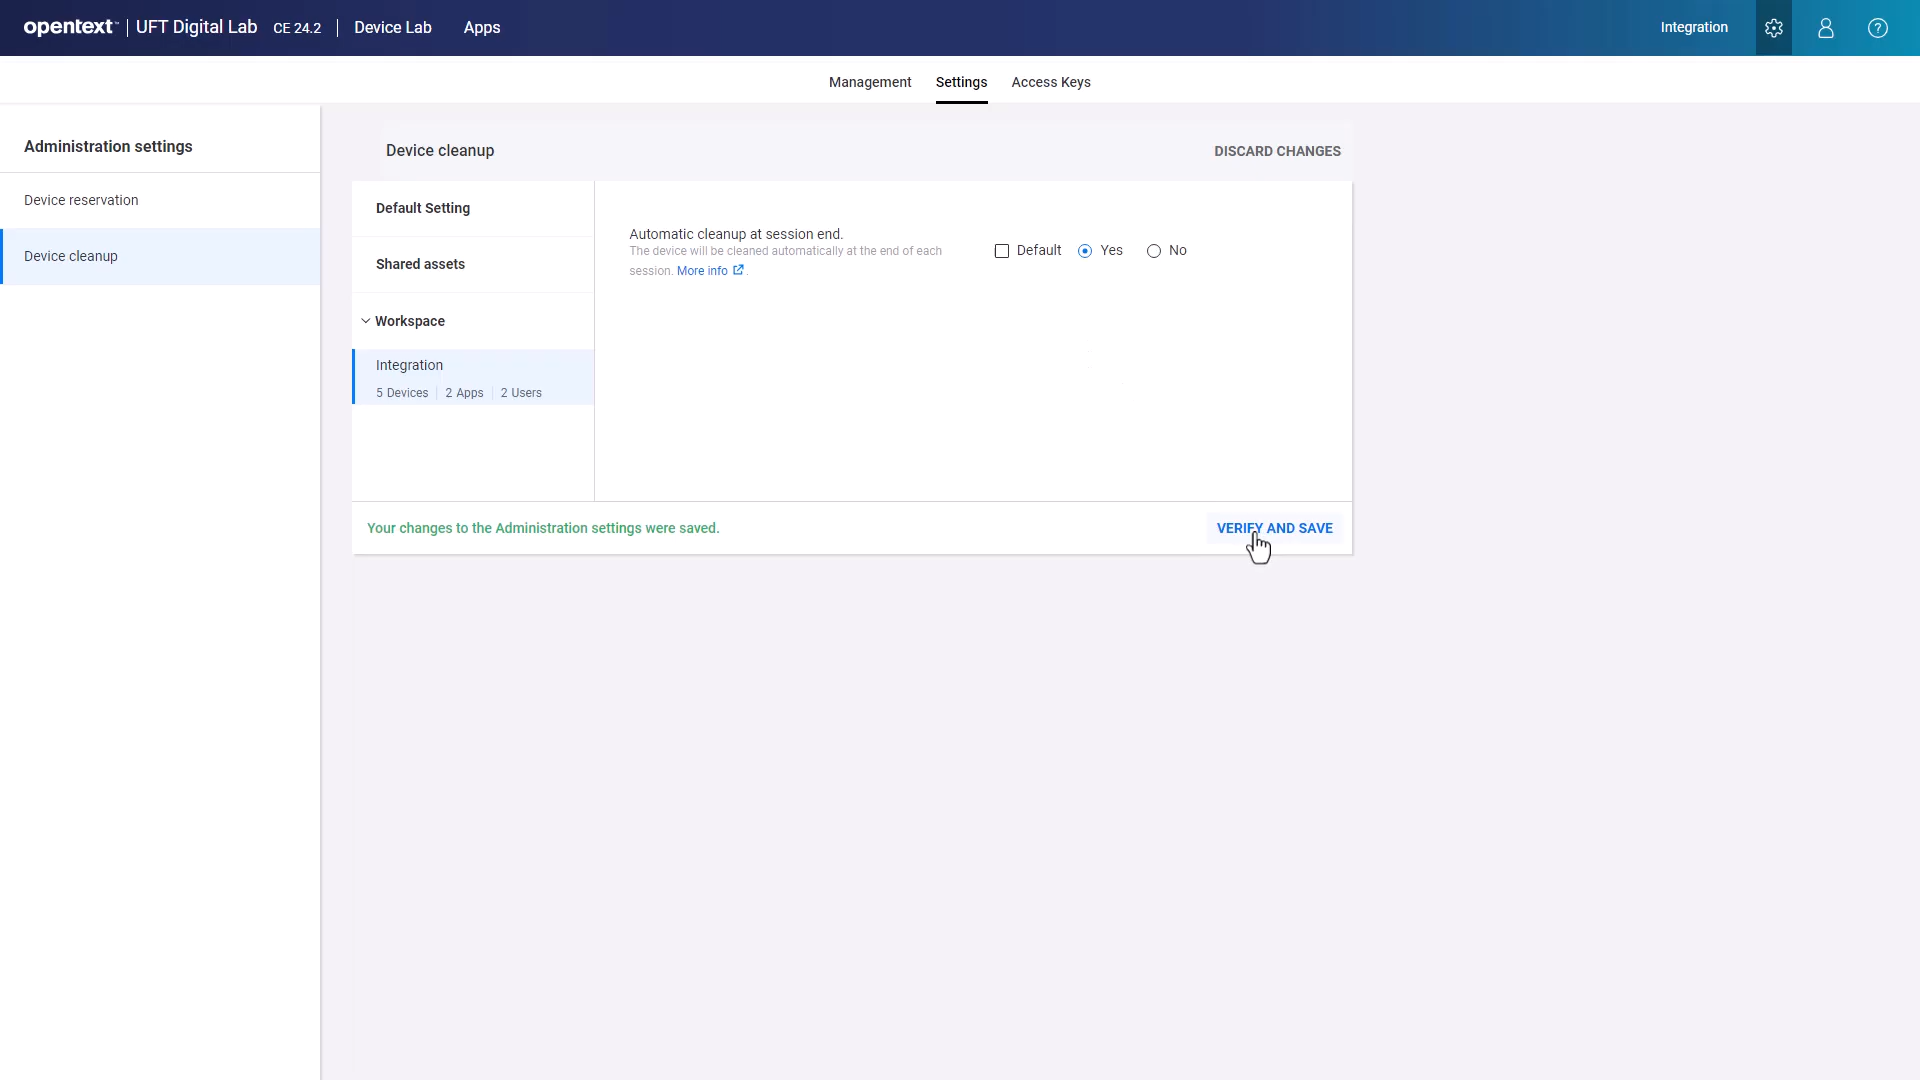 opentext™ | UFT Digital Lab CE 24.2 | Device Lab Apps Integration
Management Settings Access Keys
Administration settings
Device reservation
Device cleanup
Device cleanup DISCARD CHANGES
Default Setting
Shared assets
Workspace
Integration
5 Devices 2 Apps 2 Users
Automatic cleanup at session end.
The device will be cleaned automatically at the end of each
session. More info .
Default Yes No
Your changes to the Administration settings were saved. VERIFY AND SAVE